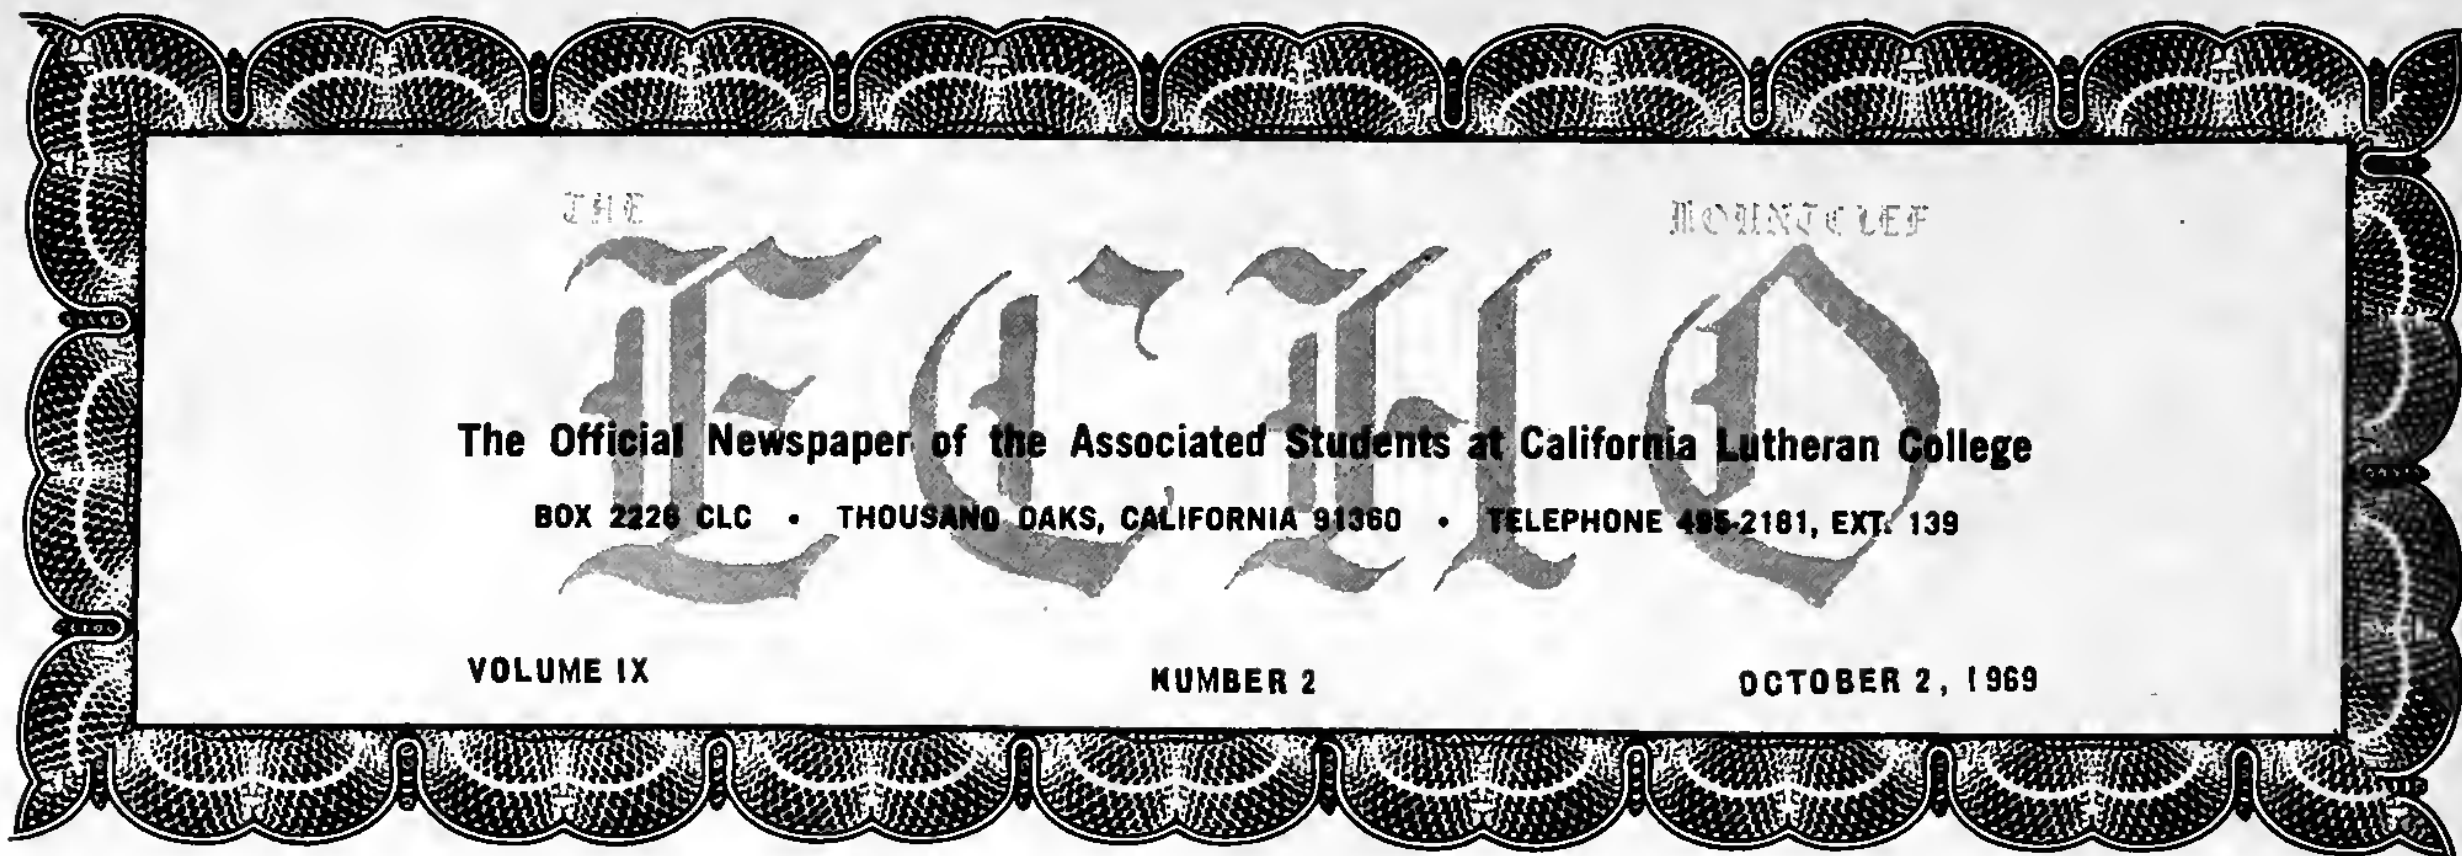 THE MOUNTCLEF
ECHO
The Official Newspaper of the Associated Students at California Lutheran College
BOX 2226 CLC • THOUSAND OAKS, CALIFORNIA 91360 • TELEPHONE 495-2181, EXT. 139
VOLUME IX NUMBER 2 OCTOBER 2, 1969